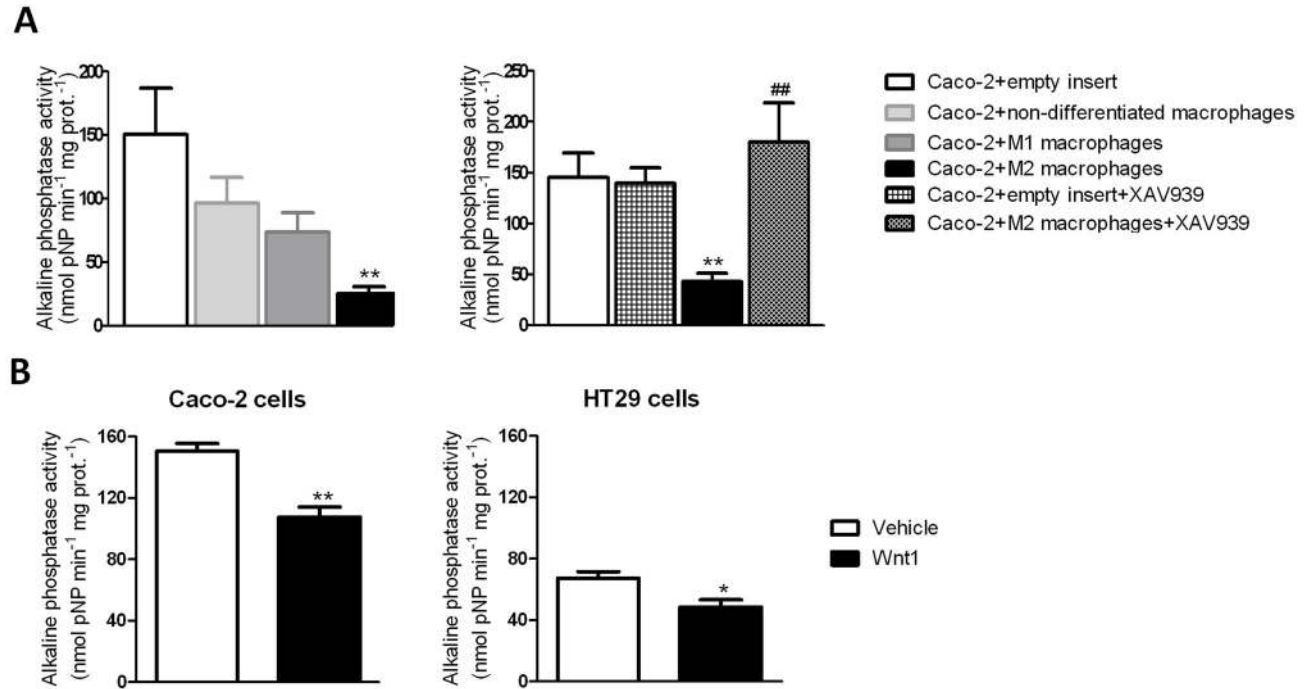 A
Alkaline phosphatase activity
(nmol pNP min⁻¹ mg prot.⁻¹)
200
150
100
50
0
**
Alkaline phosphatase activity
(nmol pNP min⁻¹ mg prot.⁻¹)
250
200
150
100
50
0
**
##
Caco-2+empty insert
Caco-2+non-differentiated macrophages
Caco-2+M1 macrophages
Caco-2+M2 macrophages
Caco-2+empty insert+XAV939
Caco-2+M2 macrophages+XAV939
B
Caco-2 cells
Alkaline phosphatase activity
(nmol pNP min⁻¹ mg prot.⁻¹)
160
120
80
40
0
**
HT29 cells
Alkaline phosphatase activity
(nmol pNP min⁻¹ mg prot.⁻¹)
160
120
80
40
0
*
Vehicle
Wnt1